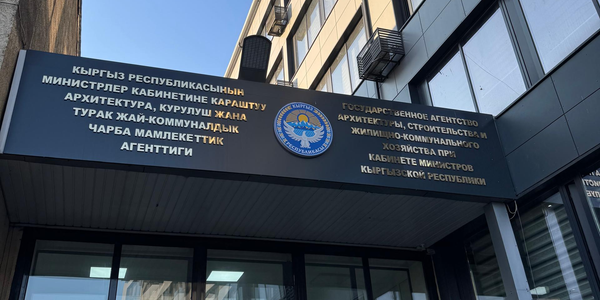 КЫРГЫЗ РЕСПУБЛИКАСЫНЫН
МИНИСТРЛЕР КАБИНЕТИНЕ КАРАШТУУ
АРХИТЕКТУРА, КУРУЛУШ ЖАНА
ТУРАК ЖАЙ-КОММУНАЛДЫК
ЧАРБА МАМЛЕКЕТТИК
АГЕНТТИГИ
ГОСУДАРСТВЕННОЕ АГЕНТСТВО
АРХИТЕКТУРЫ, СТРОИТЕЛЬСТВА И
ЖИЛИЩНО-КОММУНАЛЬНОГО
ХОЗЯЙСТВА ПРИ
КАБИНЕТЕ МИНИСТРОВ
КЫРГЫЗСКОЙ РЕСПУБЛИКИ